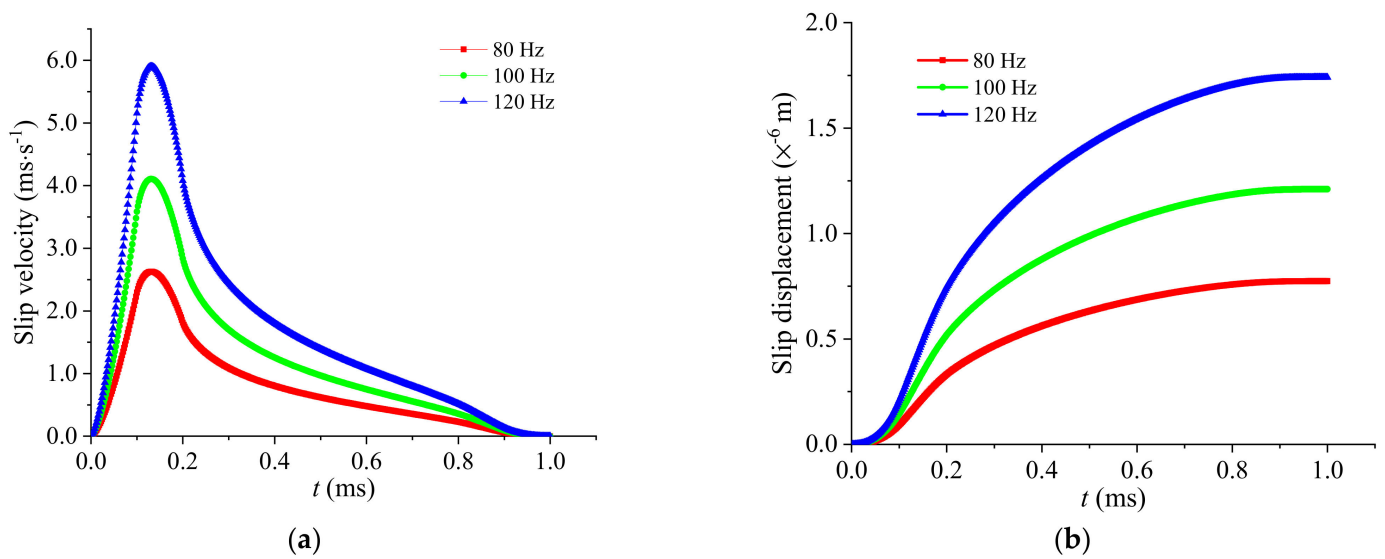 Slip velocity (ms·s⁻¹)
6.0
5.0
4.0
3.0
2.0
1.0
0.0
80 Hz
100 Hz
120 Hz
0.0 0.2 0.4 0.6 0.8 1.0
t (ms)
(a)
Slip displacement (×⁻⁶ m)
2.0
1.5
1.0
0.5
0.0
80 Hz
100 Hz
120 Hz
0.0 0.2 0.4 0.6 0.8 1.0
t (ms)
(b)